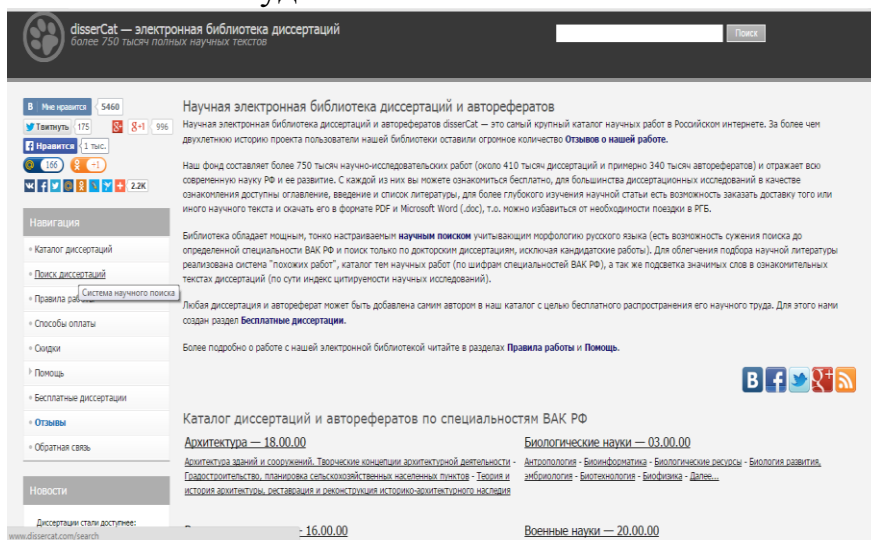 disserCat — электронная библиотека диссертаций
более 750 тысяч полных научных текстов
Поиск
В Мне нравится 5460
Твитнуть 175 g+ g+1 996
f Нравится 1 тыс.
@ 166 +1
2.2K
Навигация
Каталог диссертаций
Поиск диссертаций
Система научного поиска
Способы оплаты
Скидки
Помощь
Бесплатные диссертации
Отзывы
Обратная связь
Новости
Диссертации стали доступнее:
www.dissercat.com/search
Научная электронная библиотека диссертаций и авторефератов
Научная электронная библиотека диссертаций и авторефератов disserCat — это самый крупный каталог научных работ в Российском интернете. За более чем
двухлетнюю историю проекта пользователи нашей библиотеки оставили огромное количество Отзывов о нашей работе.
Наш фонд составляет более 750 тысяч научно-исследовательских работ (около 410 тысяч диссертаций и примерно 340 тысяч авторефератов) и отражает всю
современную науку РФ и ее развитие. С каждой из них вы можете ознакомиться бесплатно, для большинства диссертационных исследований в качестве
ознакомления доступны оглавление, введение и список литературы, для более глубокого изучения научной статьи есть возможность заказать доставку того или
иного научного текста и скачать его в формате PDF и Microsoft Word (.doc), т.о. можно избавиться от необходимости поездки в РГБ.
Библиотека обладает мощным, тонко настраиваемым научным поиском учитывающим морфологию русского языка (есть возможность сужения поиска до
определенной специальности ВАК РФ и поиск только по докторским диссертациям, исключая кандидатские работы). Для облегчения подбора научной литературы
реализована система "похожих работ", каталог тем научных работ (по шифрам специальностей ВАК РФ), а так же подсветка значимых слов в ознакомительных
текстах диссертаций (по сути индекс цитируемости научных исследований).
Любая диссертация и автореферат может быть добавлена самим автором в наш каталог с целью бесплатного распространения его научного труда. Для этого нами
создан раздел Бесплатные диссертации.
Более подробно о работе с нашей электронной библиотекой читайте в разделах Правила работы и Помощь.
Каталог диссертаций и авторефератов по специальностям ВАК РФ
Архитектура — 18.00.00
Архитектура зданий и сооружений. Творческие концепции архитектурной деятельности -
Градостроительство, планировка сельскохозяйственных населенных пунктов - Теория и
история архитектуры, реставрация и реконструкция историко-архитектурного наследия
Биологические науки — 03.00.00
Антропология - Биоинформатика - Биологические ресурсы - Биология развития,
эмбриология - Биотехнология - Биофизика - Далее...
- 16.00.00
Военные науки — 20.00.00